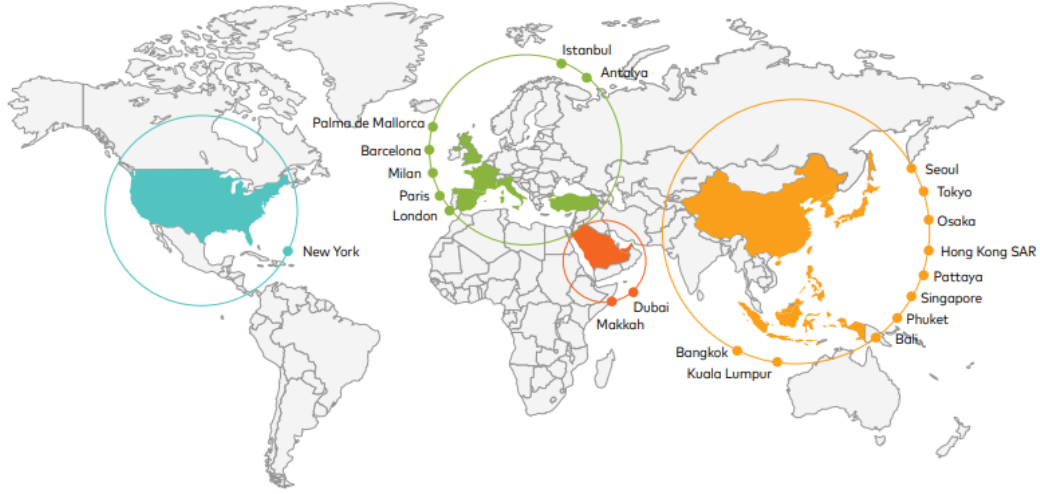 Istanbul
Antalya
Palma de Mallorca
Barcelona
Milan
Paris
London
New York
Dubai
Makkah
Seoul
Tokyo
Osaka
Hong Kong SAR
Pattaya
Singapore
Phuket
Bali
Bangkok
Kuala Lumpur